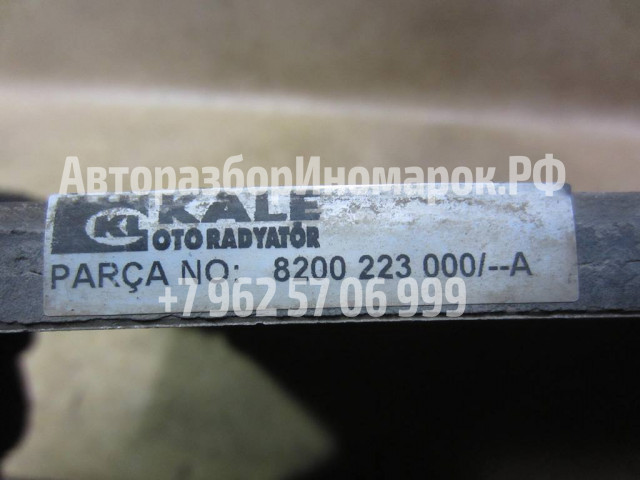 АвторазборИномарок.РФ
KL KALE
OTO RADYATÖR
PARÇA NO: 8200 223 000/--A
+7 962 57 06 999